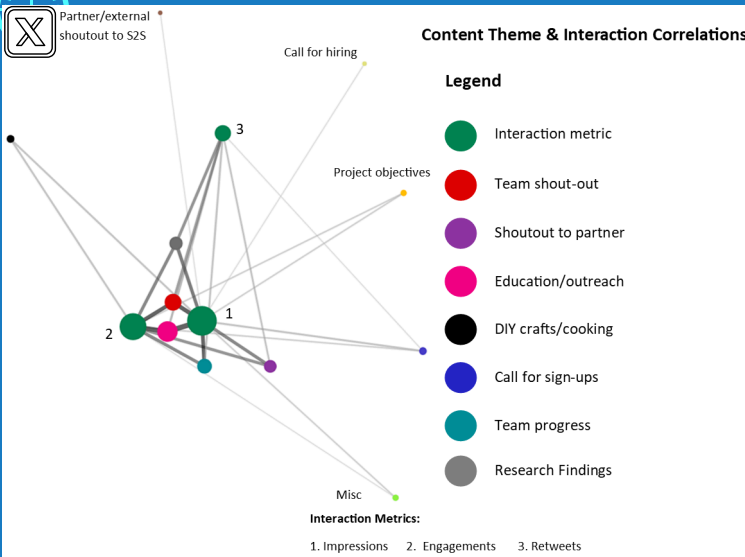 Partner/external
shoutout to S2S
Content Theme & Interaction Correlations
Call for hiring
Legend
3
Interaction metric
Project objectives
Team shout-out
Shoutout to partner
Education/outreach
1
2
DIY crafts/cooking
Call for sign-ups
Team progress
Research Findings
Misc
Interaction Metrics:
1. Impressions 2. Engagements 3. Retweets